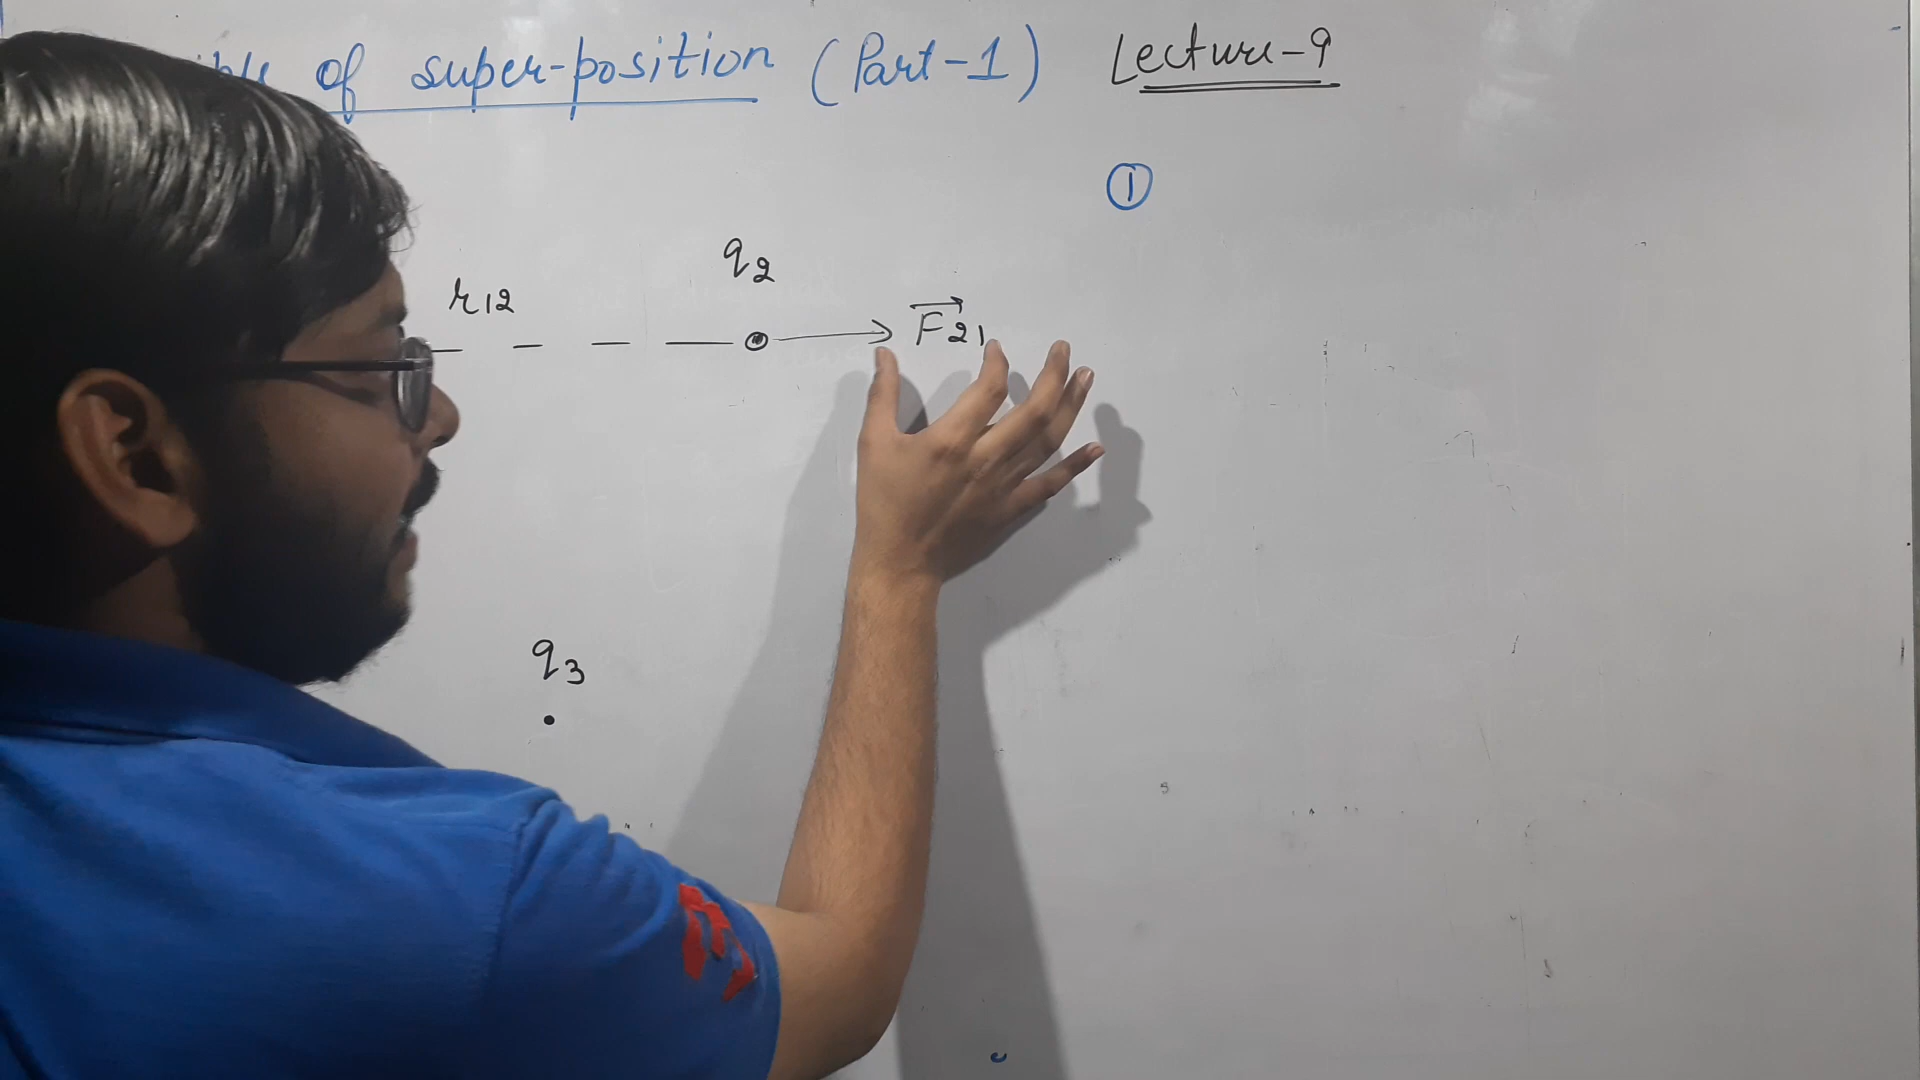 of super-position (Part-1) Lecture-9
①
q2
r12
F21
q3